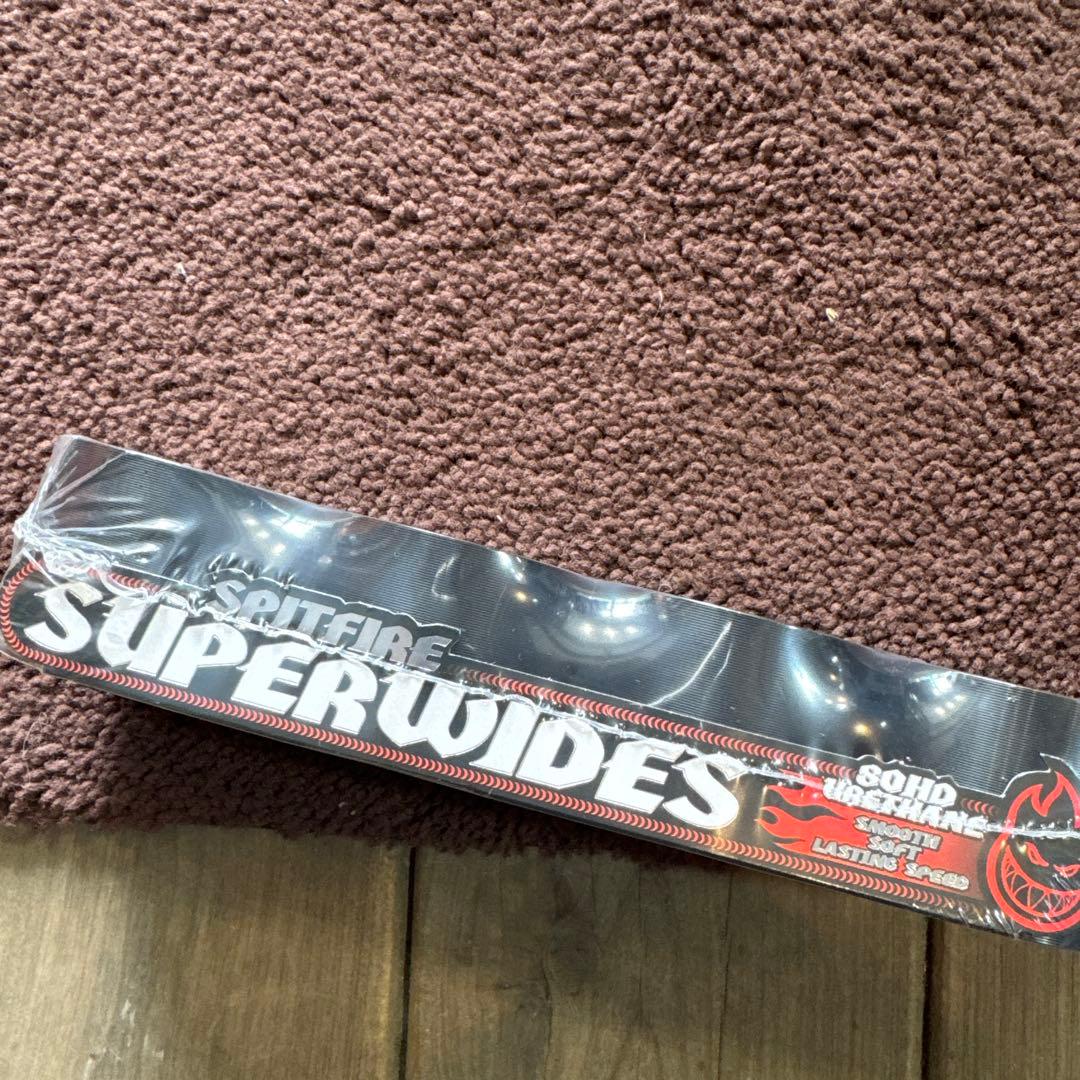 SPITFIRE
SUPERWIDES
80HD
URETHANE
SMOOTH
SOFT
LASTING SPEED